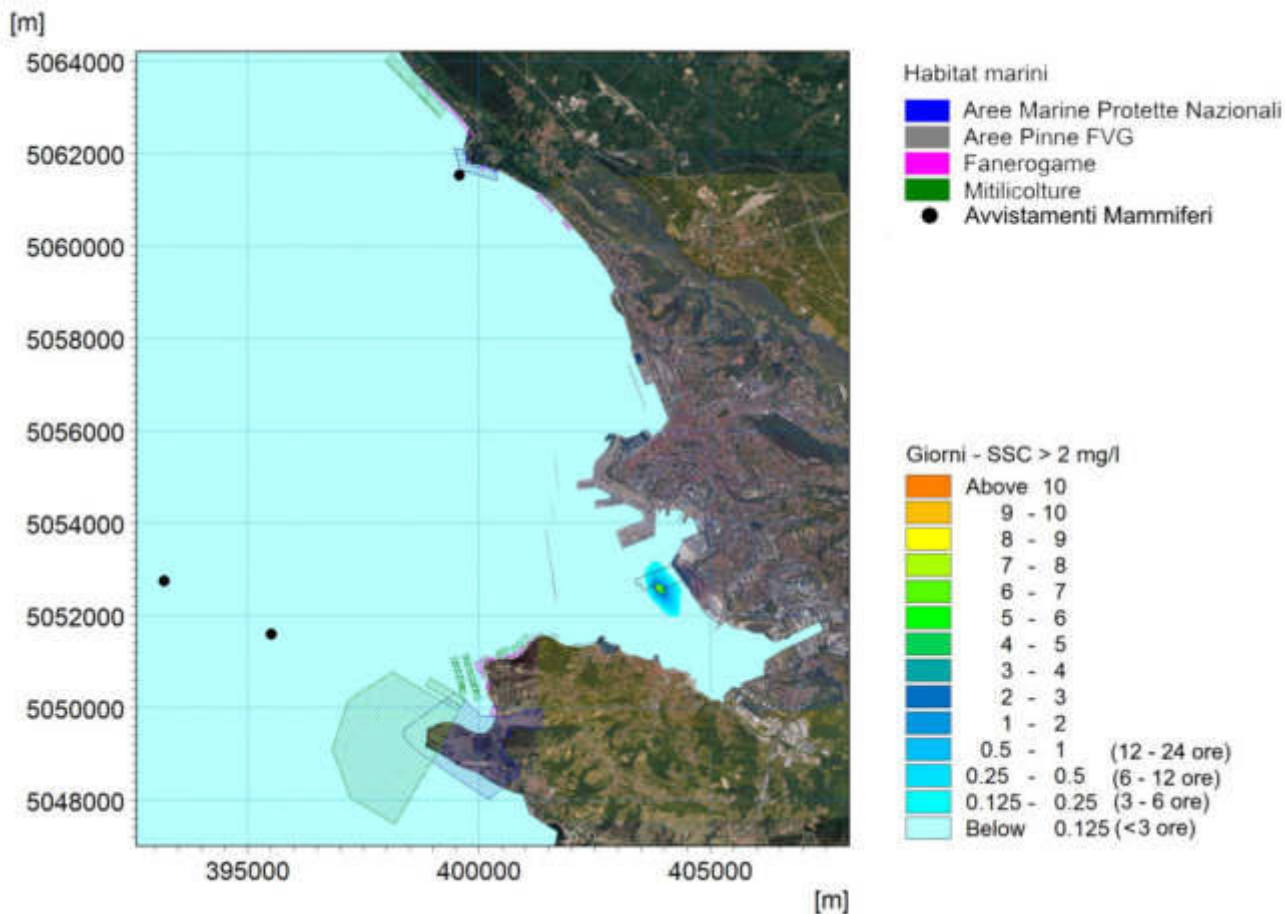 [m]
5064000
5062000
5060000
5058000
5056000
5054000
5052000
5050000
5048000
395000
400000
405000
[m]
Habitat marini
Aree Marine Protette Nazionali
Aree Pinne FVG
Fanerogame
Mitilicolture
Avvistamenti Mammiferi
Giorni - SSC > 2 mg/l
Above 10
9 - 10
8 - 9
7 - 8
6 - 7
5 - 6
4 - 5
3 - 4
2 - 3
1 - 2
0.5 - 1 (12 - 24 ore)
0.25 - 0.5 (6 - 12 ore)
0.125 - 0.25 (3 - 6 ore)
Below 0.125 (<3 ore)